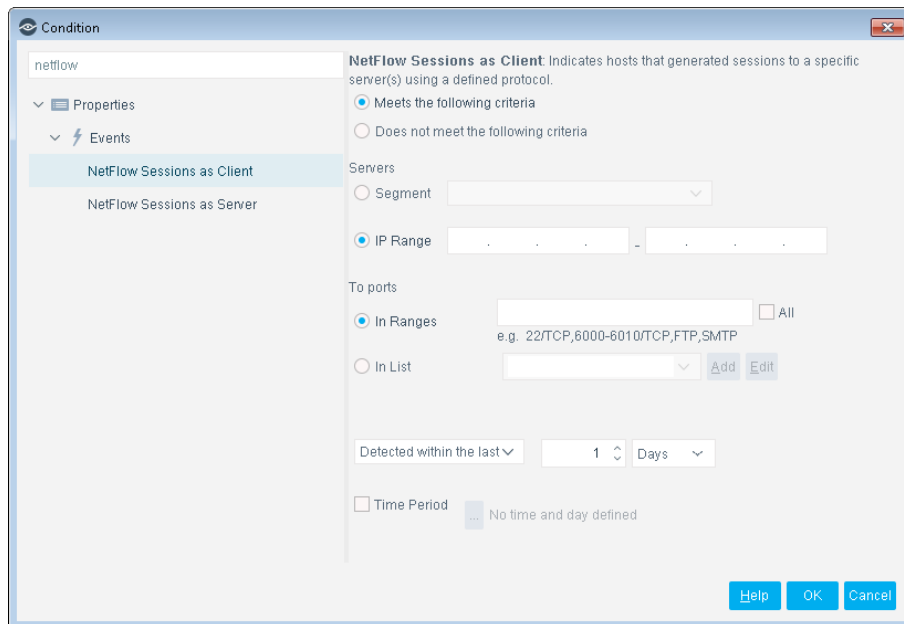 Condition
netflow
Properties
Events
NetFlow Sessions as Client
NetFlow Sessions as Server
NetFlow Sessions as Client: Indicates hosts that generated sessions to a specific
server(s) using a defined protocol.
Meets the following criteria
Does not meet the following criteria
Servers
Segment
IP Range . . . - . . .
To ports
In Ranges All
e.g. 22/TCP,6000-6010/TCP,FTP,SMTP
In List Add Edit
Detected within the last 1 Days
Time Period ... No time and day defined
Help OK Cancel